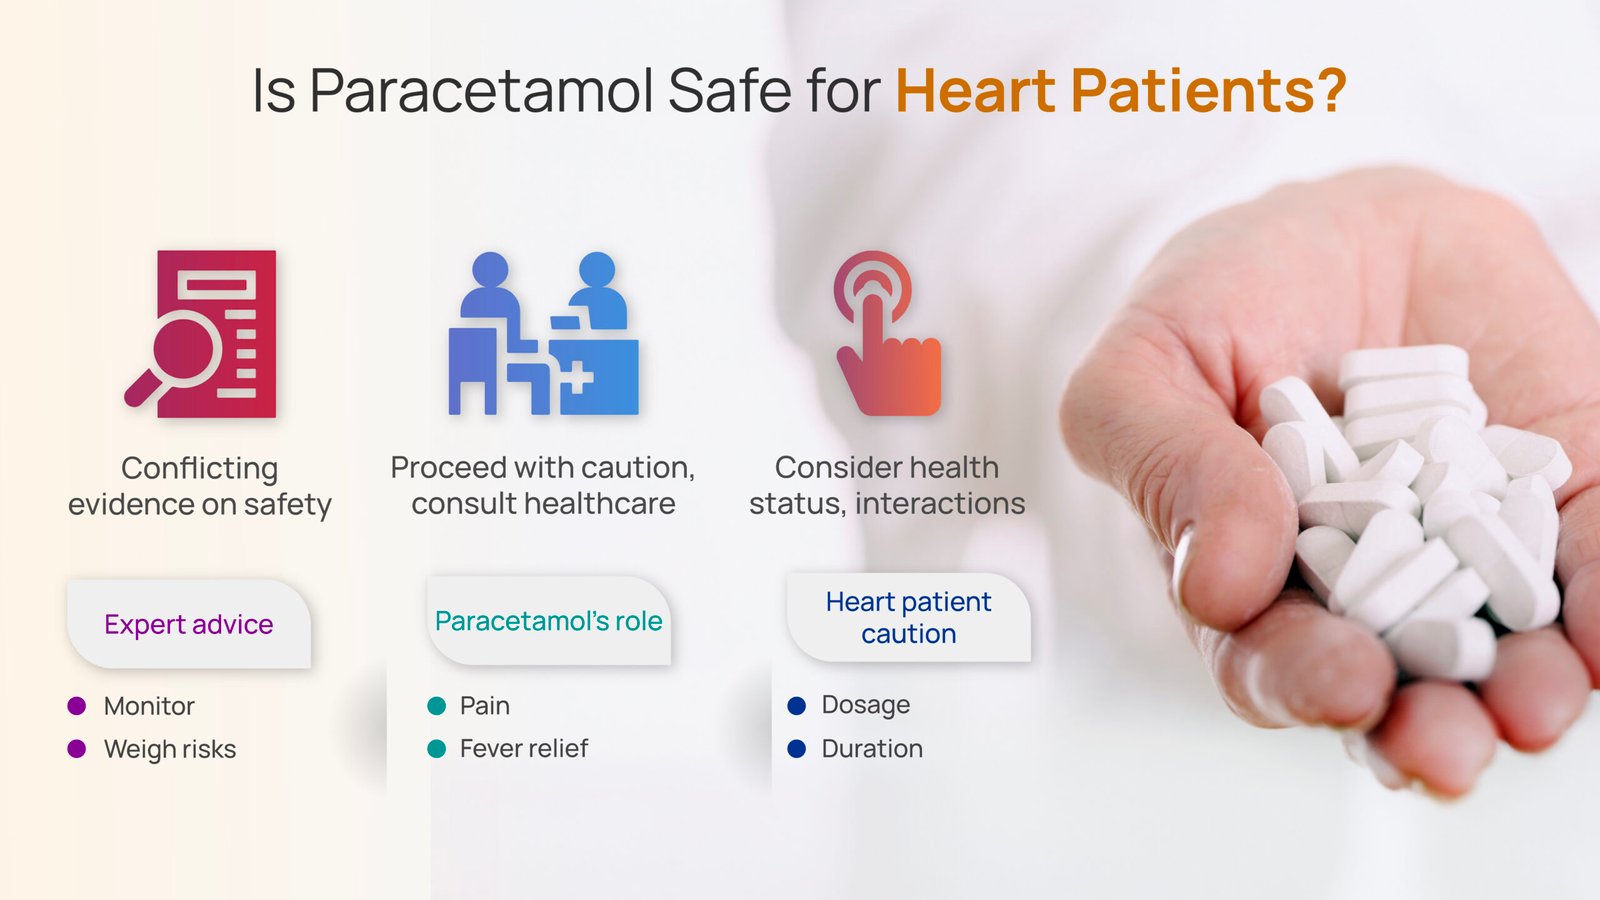 Is Paracetamol Safe for Heart Patients?
Conflicting
evidence on safety
Proceed with caution,
consult healthcare
Consider health
status, interactions
Expert advice
Monitor
Weigh risks
Paracetamol's role
Pain
Fever relief
Heart patient
caution
Dosage
Duration